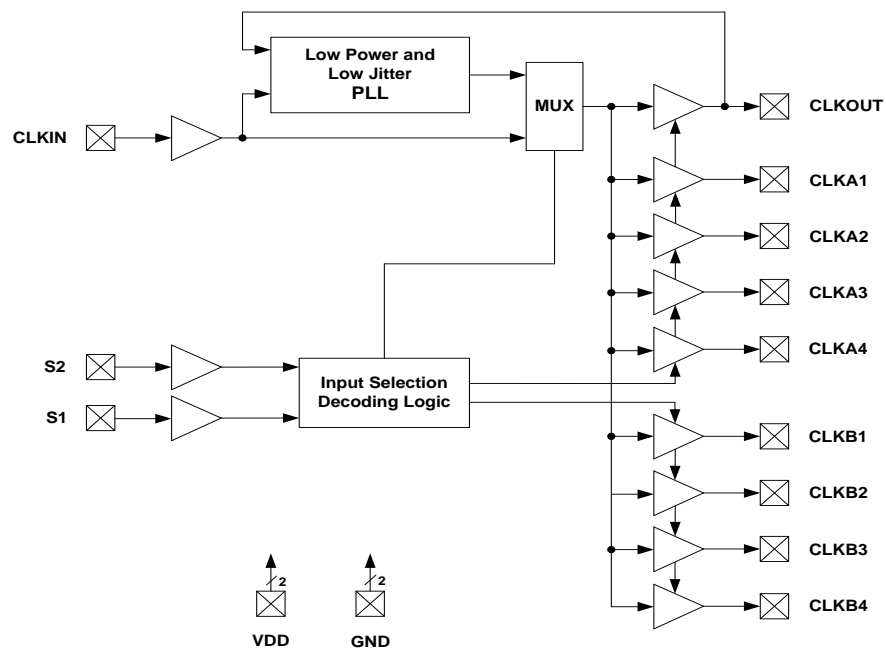 Low Power and
Low Jitter
PLL
MUX
CLKIN
CLKOUT
CLKA1
CLKA2
CLKA3
CLKA4
S2
S1
Input Selection
Decoding Logic
CLKB1
CLKB2
CLKB3
CLKB4
2
2
VDD
GND